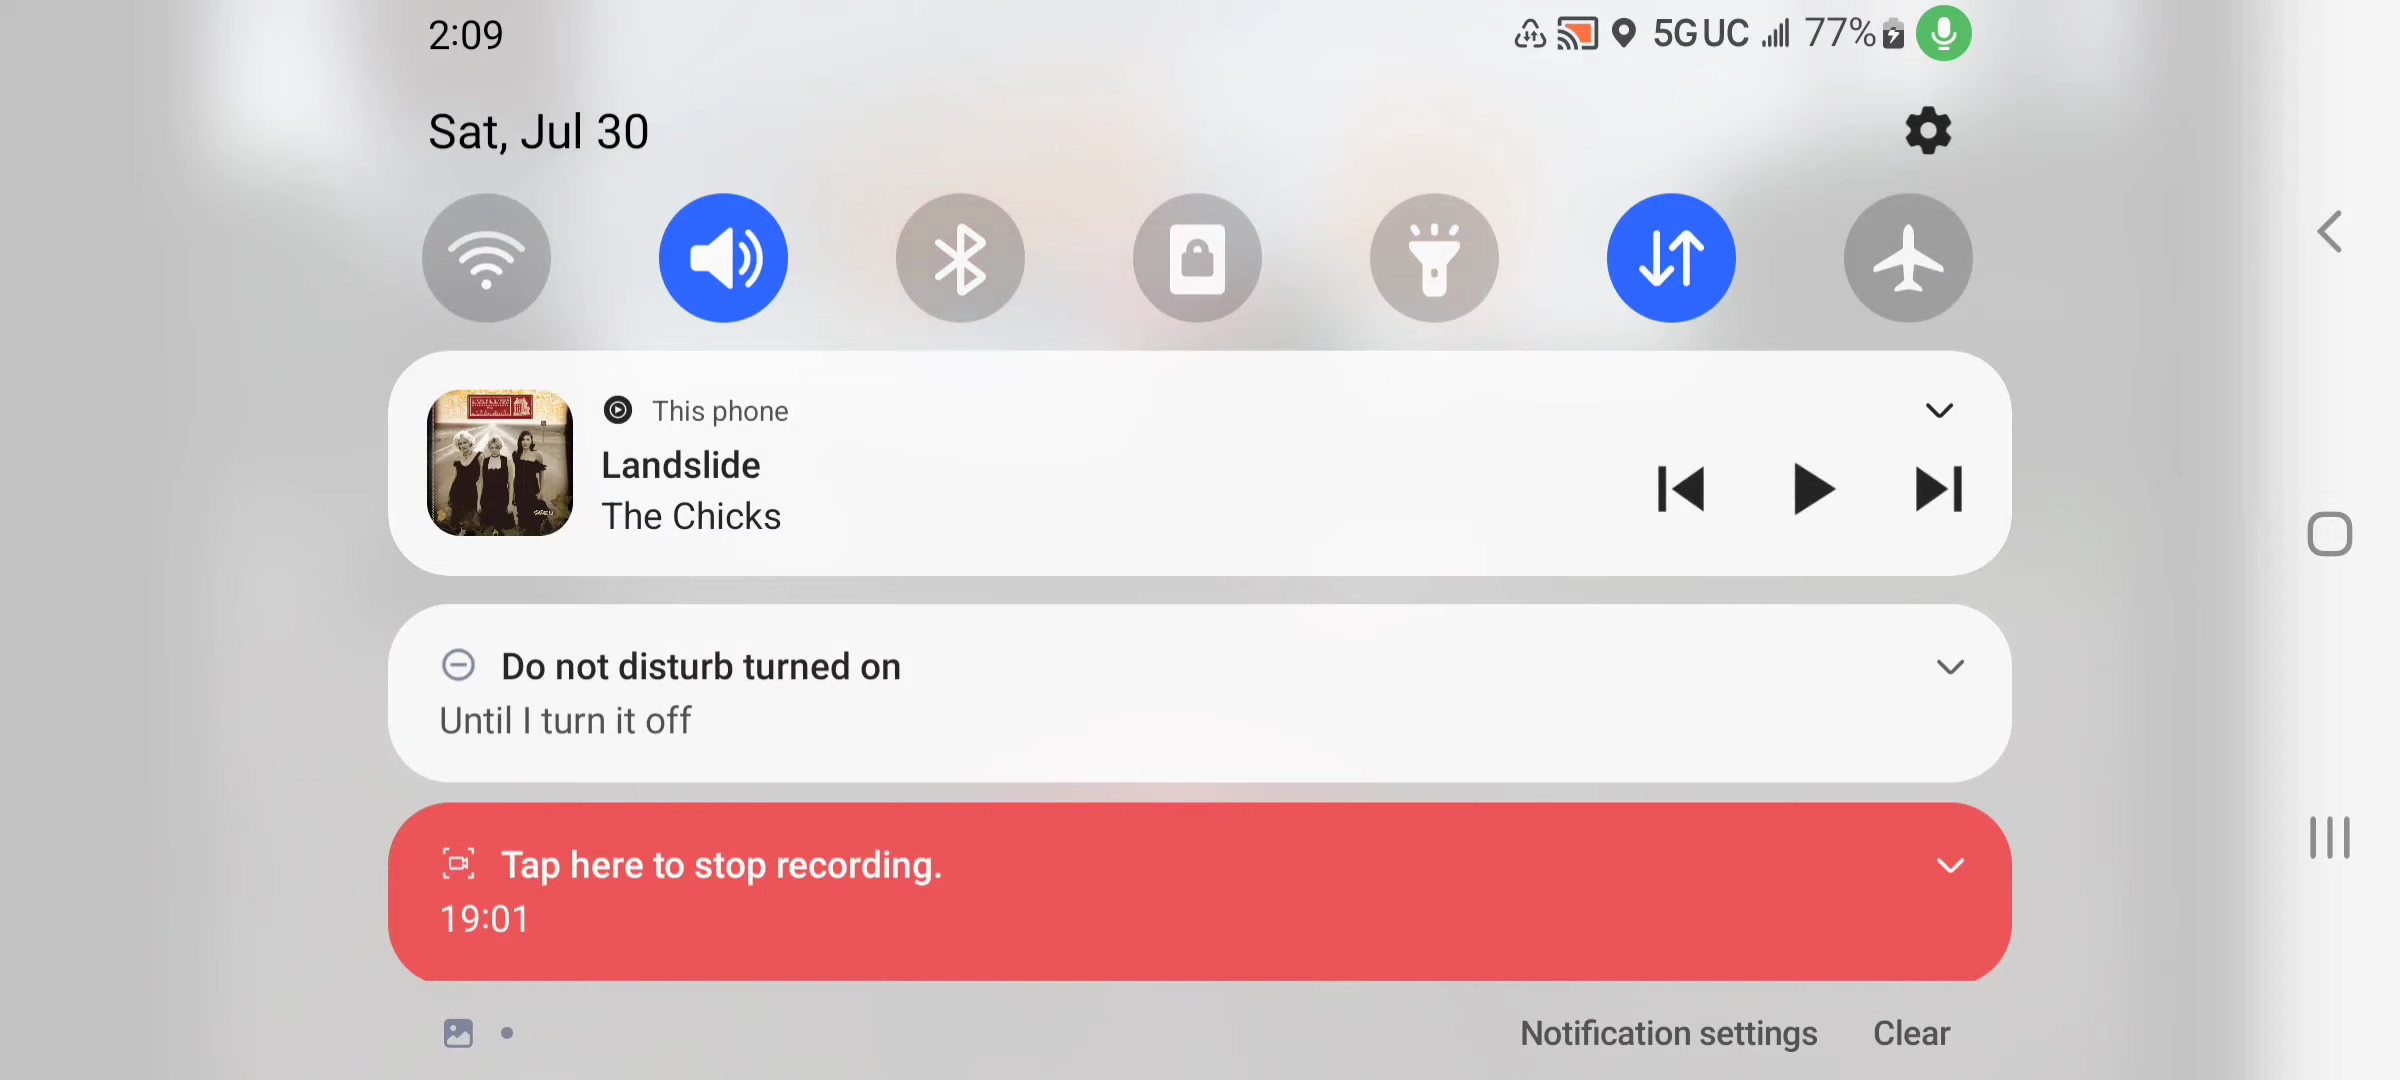 2:09
5G UC 77%
Sat, Jul 30
This phone
Landslide
The Chicks
Do not disturb turned on
Until I turn it off
Tap here to stop recording.
19:01
Notification settings Clear